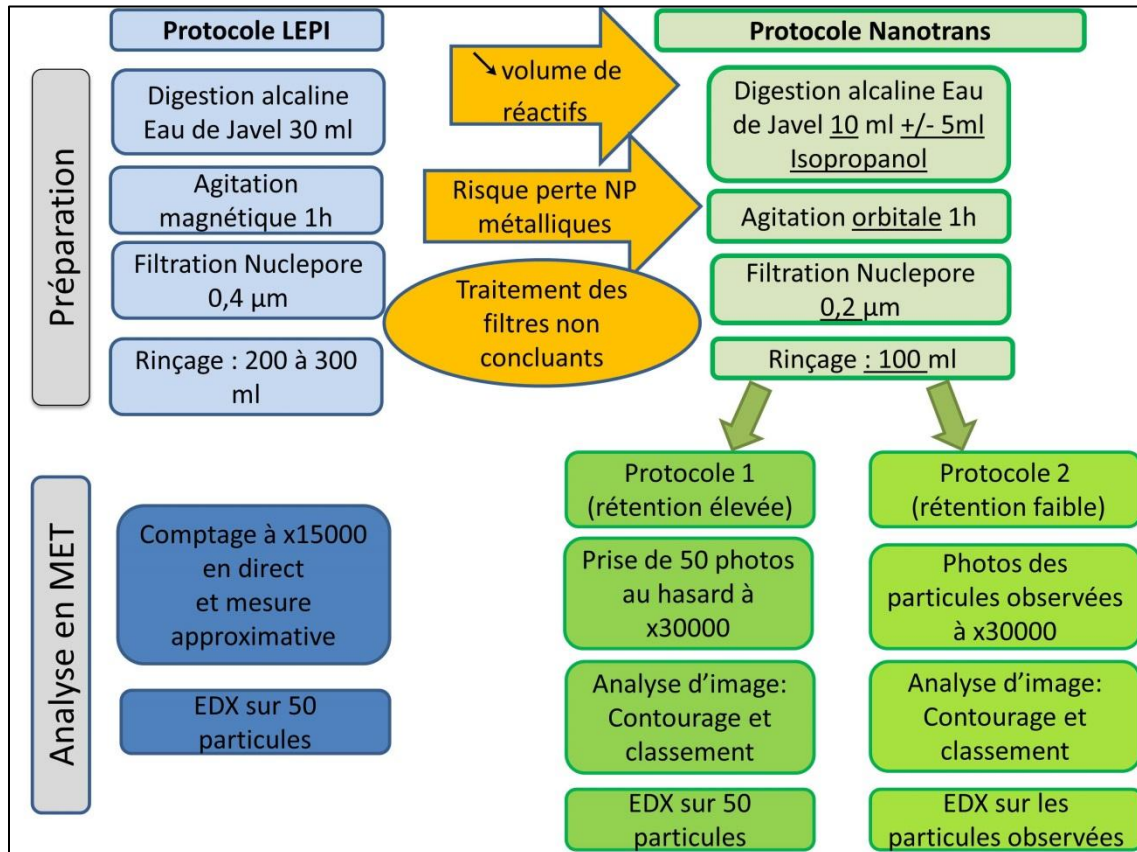 Protocole LEPI
Protocole Nanotrans
Préparation
Digestion alcaline
Eau de Javel 30 ml
Agitation
magnétique 1h
Filtration Nuclepore
0,4 µm
Rinçage : 200 à 300
ml
↘ volume de
réactifs
Risque perte NP
métalliques
Traitement des
filtres non
concluants
Digestion alcaline Eau
de Javel 10 ml +/- 5ml
Isopropanol
Agitation orbitale 1h
Filtration Nuclepore
0,2 µm
Rinçage : 100 ml
Analyse en MET
Comptage à x15000
en direct
et mesure
approximative
EDX sur 50
particules
Protocole 1
(rétention élevée)
Prise de 50 photos
au hasard à
x30000
Analyse d’image:
Contourage et
classement
EDX sur 50
particules
Protocole 2
(rétention faible)
Photos des
particules observées
à x30000
Analyse d’image:
Contourage et
classement
EDX sur les
particules observées